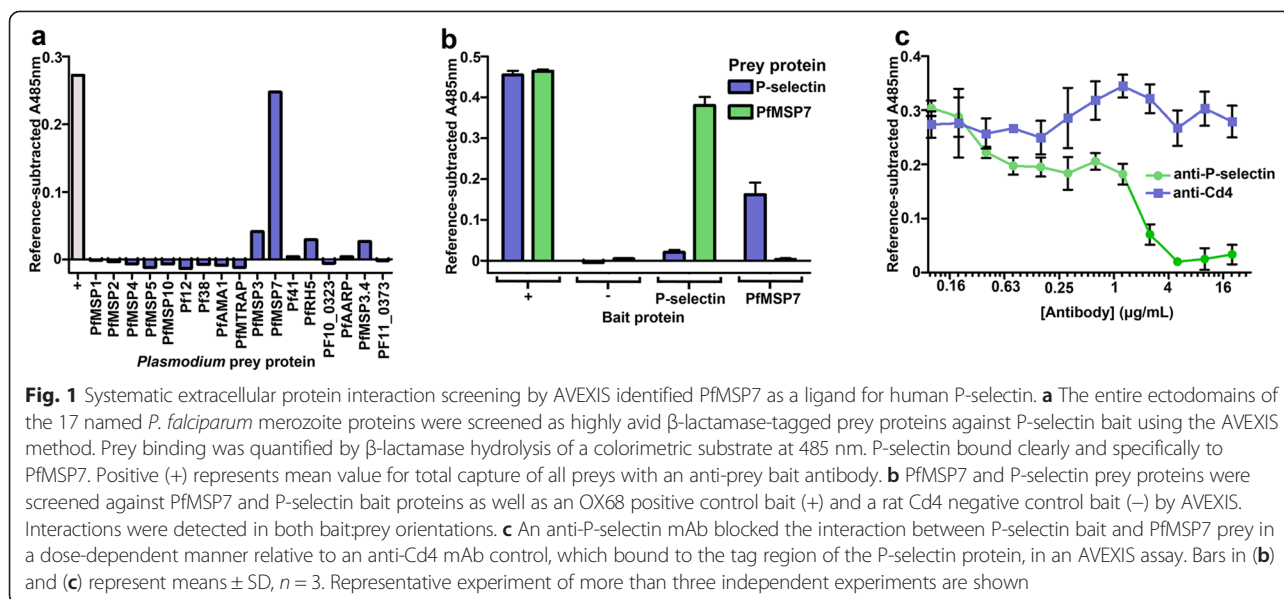 a
Reference-subtracted A485nm
0.3
0.2
0.1
0
+
PfMSP1
PfMSP2
PfMSP4
PfMSP5
PfMSP10
Pf12
Pf38
PfAMA1
PfMTRAP
PfMSP3
PfMSP7
Pf41
PfRH5
PF10_0323
PfAARP
PfMSP3.4
PF11_0373
Plasmodium prey protein
b
Reference-subtracted A485nm
0.5
0.4
0.3
0.2
0.1
0
Prey protein
P-selectin
PfMSP7
+
-
P-selectin
PfMSP7
Bait protein
c
Reference-subtracted A485nm
0.4
0.3
0.2
0.1
0
anti-P-selectin
anti-Cd4
0.16
0.63
0.25
1
4
16
[Antibody] (µg/mL)
Fig. 1 Systematic extracellular protein interaction screening by AVEXIS identified PfMSP7 as a ligand for human P-selectin. a The entire ectodomains of
the 17 named P. falciparum merozoite proteins were screened as highly avid β-lactamase-tagged prey proteins against P-selectin bait using the AVEXIS
method. Prey binding was quantified by β-lactamase hydrolysis of a colorimetric substrate at 485 nm. P-selectin bound clearly and specifically to
PfMSP7. Positive (+) represents mean value for total capture of all preys with an anti-prey bait antibody. b PfMSP7 and P-selectin prey proteins were
screened against PfMSP7 and P-selectin bait proteins as well as an OX68 positive control bait (+) and a rat Cd4 negative control bait (−) by AVEXIS.
Interactions were detected in both bait:prey orientations. c An anti-P-selectin mAb blocked the interaction between P-selectin bait and PfMSP7 prey in
a dose-dependent manner relative to an anti-Cd4 mAb control, which bound to the tag region of the P-selectin protein, in an AVEXIS assay. Bars in (b)
and (c) represent means ± SD, n = 3. Representative experiment of more than three independent experiments are shown